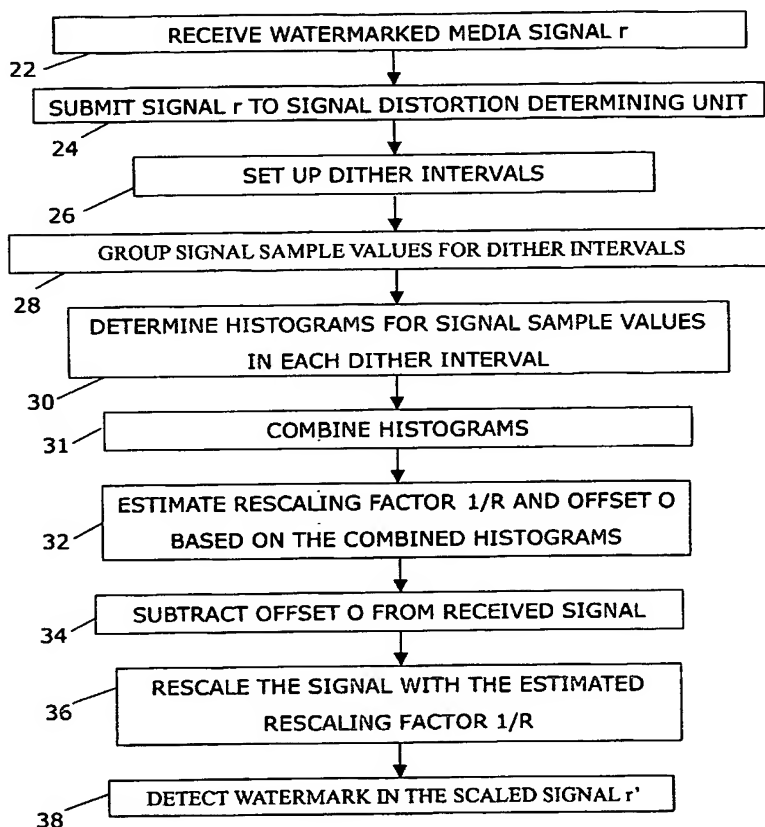 RECEIVE WATERMARKED MEDIA SIGNAL r
22
SUBMIT SIGNAL r TO SIGNAL DISTORTION DETERMINING UNIT
24
SET UP DITHER INTERVALS
26
GROUP SIGNAL SAMPLE VALUES FOR DITHER INTERVALS
28
DETERMINE HISTOGRAMS FOR SIGNAL SAMPLE VALUES
IN EACH DITHER INTERVAL
30
COMBINE HISTOGRAMS
31
ESTIMATE RESCALING FACTOR 1/R AND OFFSET O
BASED ON THE COMBINED HISTOGRAMS
32
SUBTRACT OFFSET O FROM RECEIVED SIGNAL
34
RESCALE THE SIGNAL WITH THE ESTIMATED
RESCALING FACTOR 1/R
36
DETECT WATERMARK IN THE SCALED SIGNAL r'
38